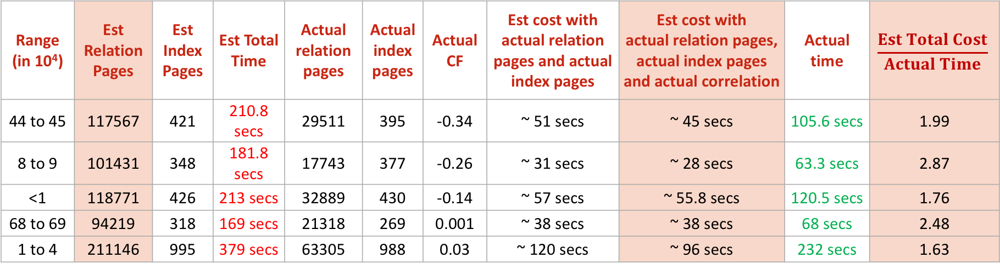 Range (in 10⁴) | Est Relation Pages | Est Index Pages | Est Total Time | Actual relation pages | Actual index pages | Actual CF | Est cost with actual relation pages and actual index pages | Est cost with actual relation pages, actual index pages and actual correlation | Actual time | Est Total Cost / Actual Time
44 to 45 | 117567 | 421 | 210.8 secs | 29511 | 395 | -0.34 | ~ 51 secs | ~ 45 secs | 105.6 secs | 1.99
8 to 9 | 101431 | 348 | 181.8 secs | 17743 | 377 | -0.26 | ~ 31 secs | ~ 28 secs | 63.3 secs | 2.87
<1 | 118771 | 426 | 213 secs | 32889 | 430 | -0.14 | ~ 57 secs | ~ 55.8 secs | 120.5 secs | 1.76
68 to 69 | 94219 | 318 | 169 secs | 21318 | 269 | 0.001 | ~ 38 secs | ~ 38 secs | 68 secs | 2.48
1 to 4 | 211146 | 995 | 379 secs | 63305 | 988 | 0.03 | ~ 120 secs | ~ 96 secs | 232 secs | 1.63